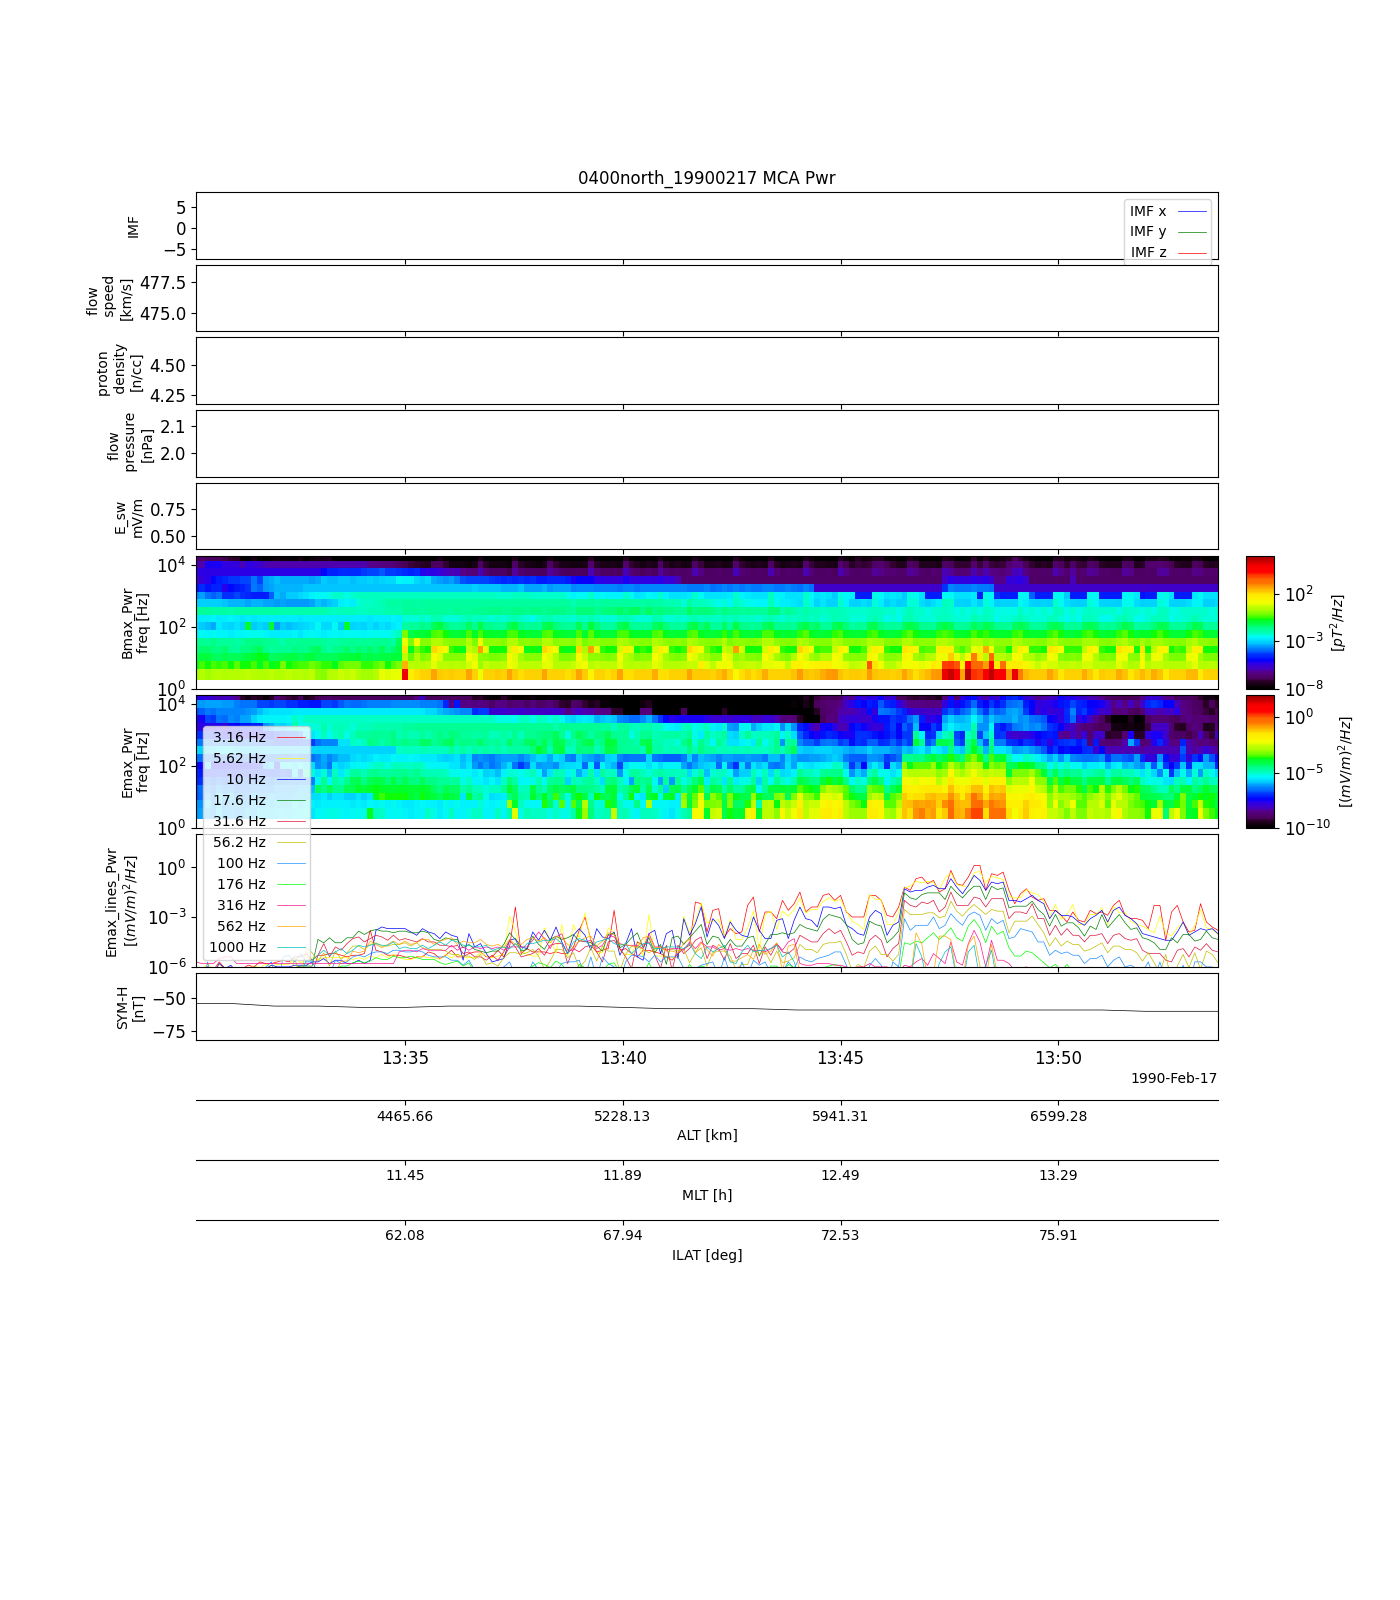 0400north_19900217 MCA Pwr
IMF
5
0
−5
IMF x
IMF y
IMF z
flow
speed
[km/s]
477.5
475.0
proton
density
[n/cc]
4.50
4.25
flow
pressure
[nPa]
2.1
2.0
E_sw
mV/m
0.75
0.50
Bmax_Pwr
freq [Hz]
10^4
10^2
10^0
10^2
10^−3
10^−8
[pT^2/Hz]
Emax_Pwr
freq [Hz]
10^4
10^2
10^0
10^0
10^−5
10^−10
[(mV/m)^2/Hz]
3.16 Hz
5.62 Hz
10 Hz
17.6 Hz
31.6 Hz
56.2 Hz
100 Hz
176 Hz
316 Hz
562 Hz
1000 Hz
Emax_lines_Pwr
[(mV/m)^2/Hz]
10^0
10^−3
10^−6
SYM-H
[nT]
−50
−75
13:35 13:40 13:45 13:50
1990-Feb-17
4465.66 5228.13 5941.31 6599.28
ALT [km]
11.45 11.89 12.49 13.29
MLT [h]
62.08 67.94 72.53 75.91
ILAT [deg]